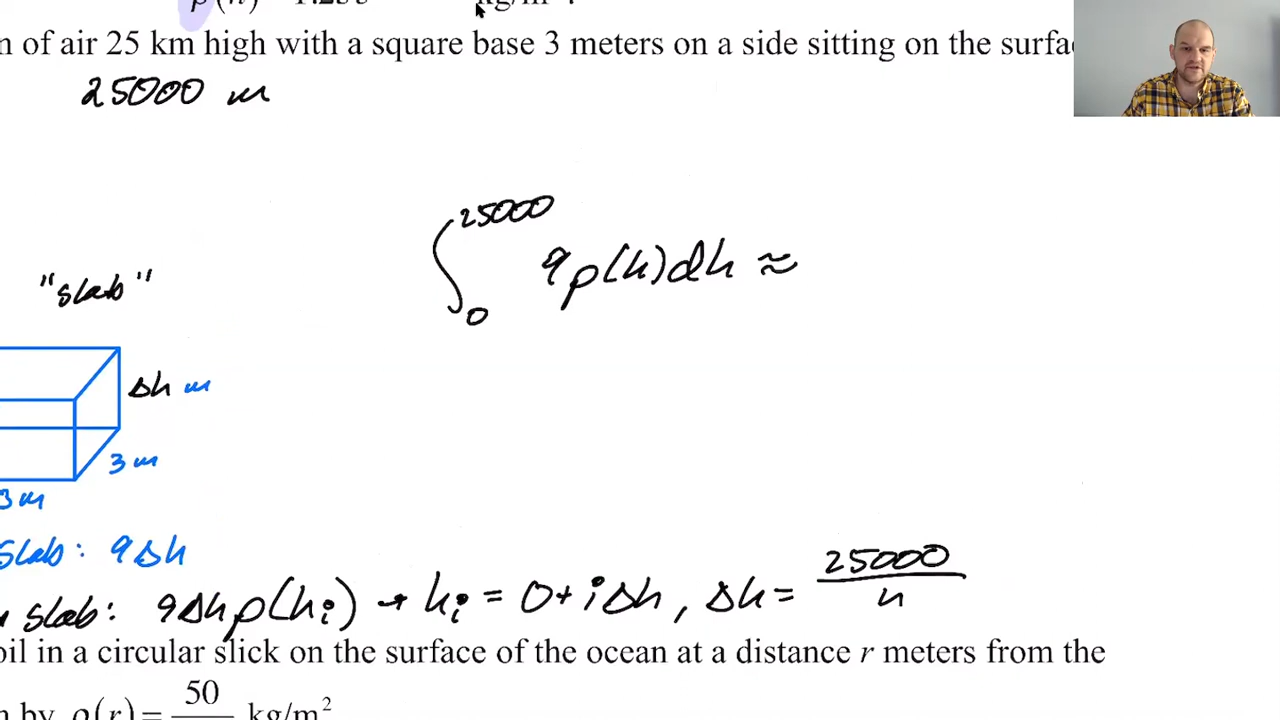 n of air 25 km high with a square base 3 meters on a side sitting on the surfa
25000 m
25000
∫ 9ρ(h)dh ≈
0
"slab"
Δh m
3 m
3 m
slab: 9Δh
slab: 9Δhρ(hᵢ) → hᵢ = 0 + iΔh, Δh = 25000/n
oil in a circular slick on the surface of the ocean at a distance r meters from the
n by ρ(r) = 50 kg/m²